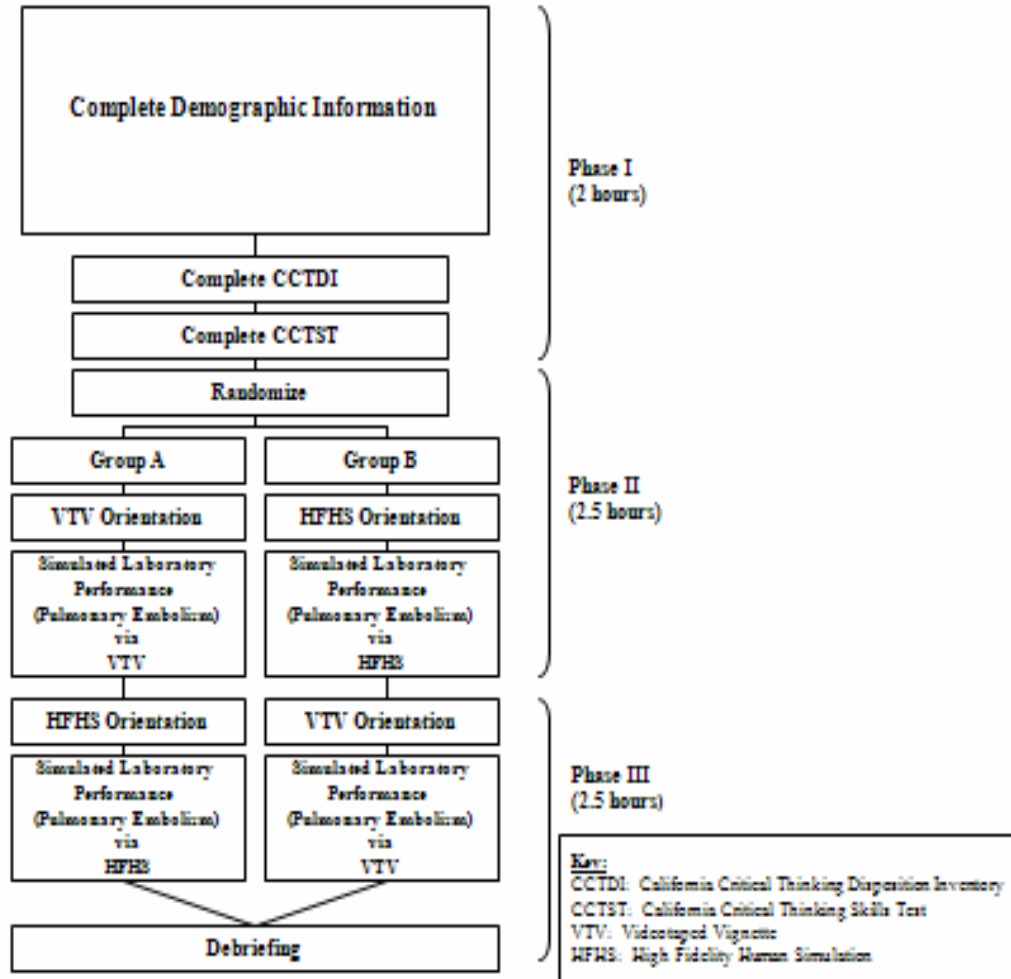 Complete Demographic Information
Complete CCTDI
Complete CCTST
Phase I
(2 hours)
Randomize
Group A
Group B
VTV Orientation
HFHS Orientation
Simulated Laboratory
Performance
(Pulmonary Embolism)
via
VTV
Simulated Laboratory
Performance
(Pulmonary Embolism)
via
HFHS
Phase II
(2.5 hours)
HFHS Orientation
VTV Orientation
Simulated Laboratory
Performance
(Pulmonary Embolism)
via
HFHS
Simulated Laboratory
Performance
(Pulmonary Embolism)
via
VTV
Phase III
(2.5 hours)
Debriefing
Key:
CCTDI: California Critical Thinking Disposition Inventory
CCTST: California Critical Thinking Skills Test
VTV: Videotaped Vignette
HFHS: High Fidelity Human Simulation